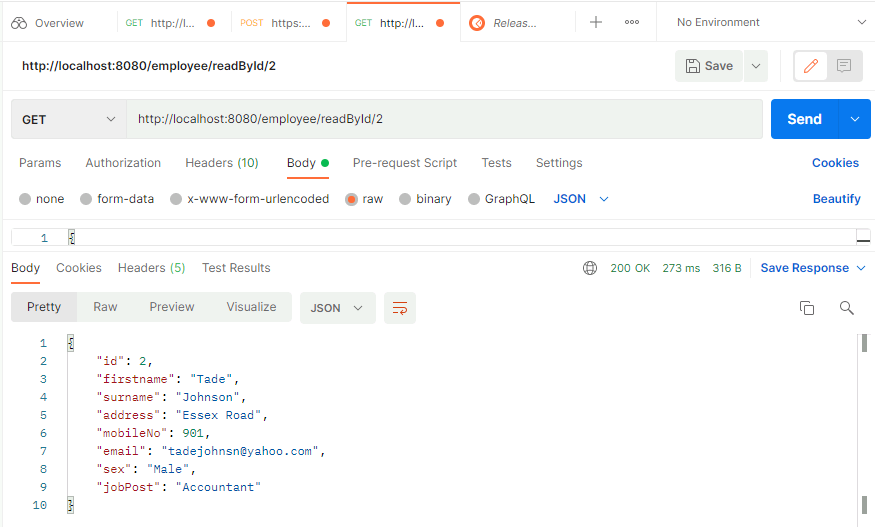 Overview GET http://l... POST https:... GET http://l... Releas... No Environment
http://localhost:8080/employee/readById/2 Save
GET http://localhost:8080/employee/readById/2 Send
Params Authorization Headers (10) Body Pre-request Script Tests Settings Cookies
none form-data x-www-form-urlencoded raw binary GraphQL JSON Beautify
1 {
Body Cookies Headers (5) Test Results 200 OK 273 ms 316 B Save Response
Pretty Raw Preview Visualize JSON
1 {
2 "id": 2,
3 "firstname": "Tade",
4 "surname": "Johnson",
5 "address": "Essex Road",
6 "mobileNo": 901,
7 "email": "tadejohnsn@yahoo.com",
8 "sex": "Male",
9 "jobPost": "Accountant"
10 }